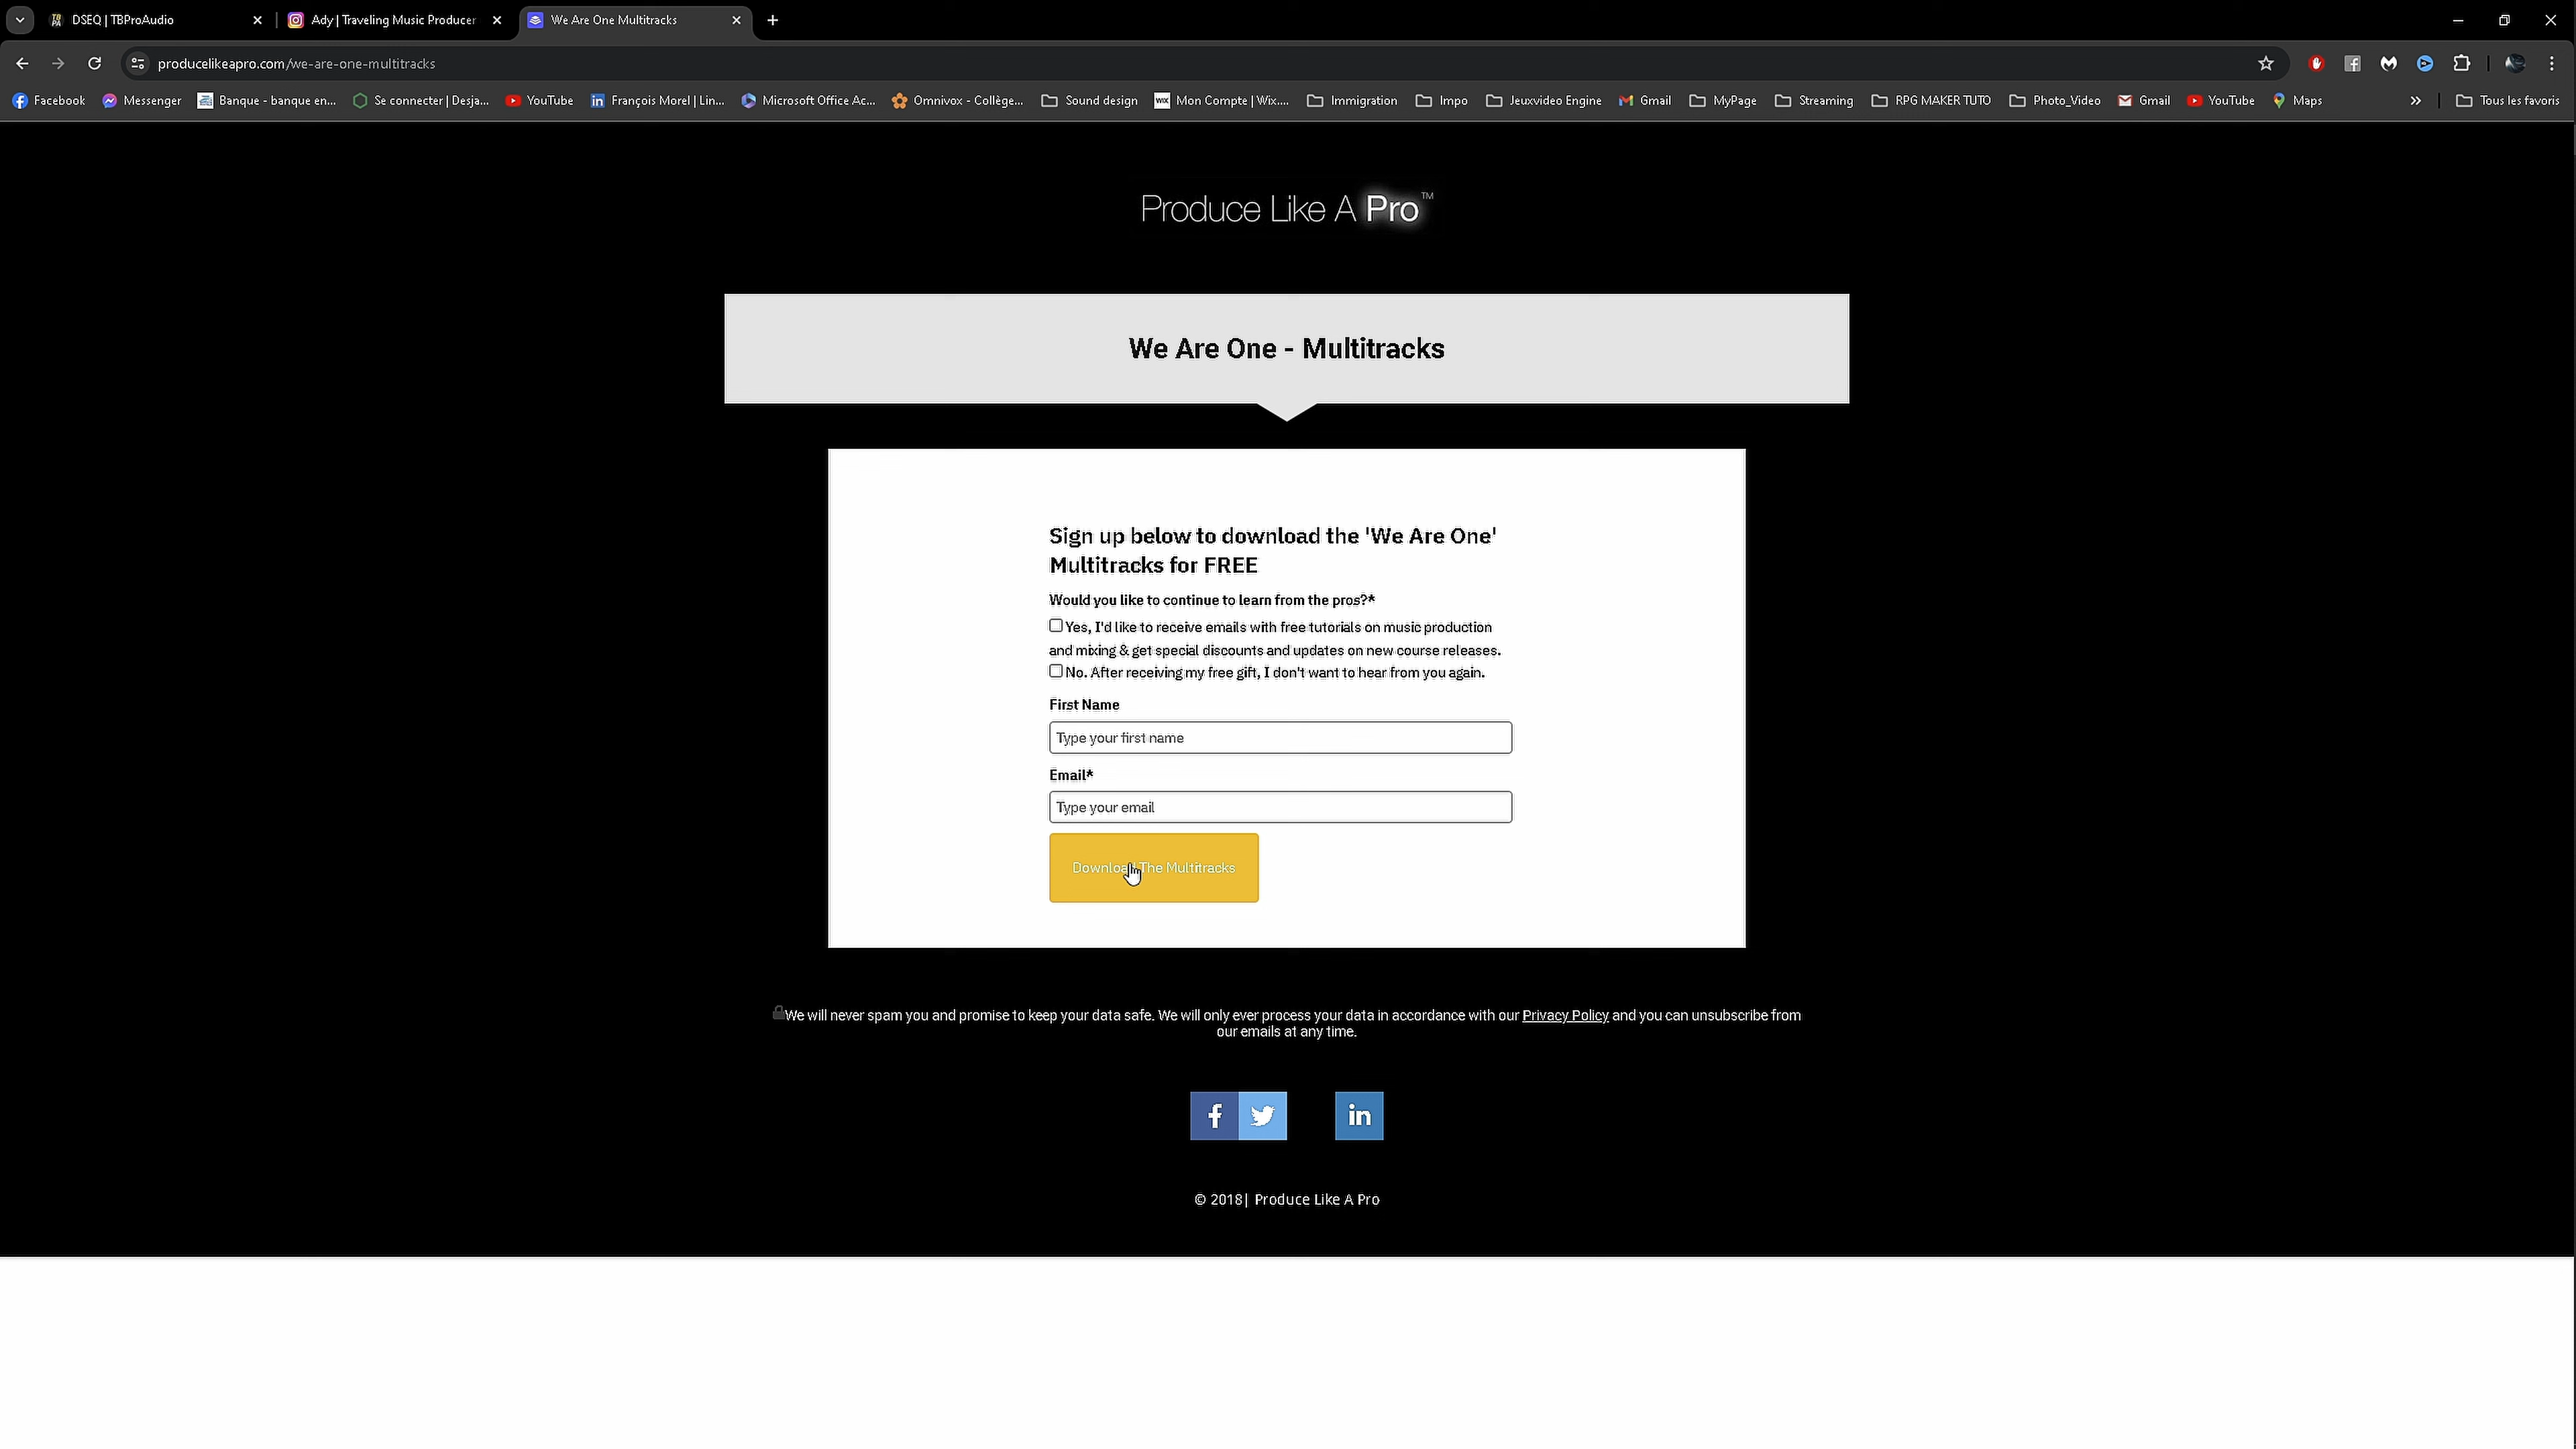 DSEQ | TBProAudio
Ady | Traveling Music Producer
We Are One Multitracks
producelikeapro.com/we-are-one-multitracks
Facebook
Messenger
Banque - banque en...
Se connecter | Desja...
YouTube
François Morel | Lin...
Microsoft Office Ac...
Omnivox - Collège...
Sound design
Mon Compte | Wix....
Immigration
Impo
Jeuxvideo Engine
Gmail
MyPage
Streaming
RPG MAKER TUTO
Photo_Video
Gmail
YouTube
Maps
Tous les favoris
Produce Like A Pro™
We Are One - Multitracks
Sign up below to download the 'We Are One'
Multitracks for FREE
Would you like to continue to learn from the pros?*
Yes, I'd like to receive emails with free tutorials on music production
and mixing & get special discounts and updates on new course releases.
No. After receiving my free gift, I don't want to hear from you again.
First Name
Type your first name
Email*
Type your email
Download The Multitracks
We will never spam you and promise to keep your data safe. We will only ever process your data in accordance with our Privacy Policy and you can unsubscribe from
our emails at any time.
© 2018| Produce Like A Pro